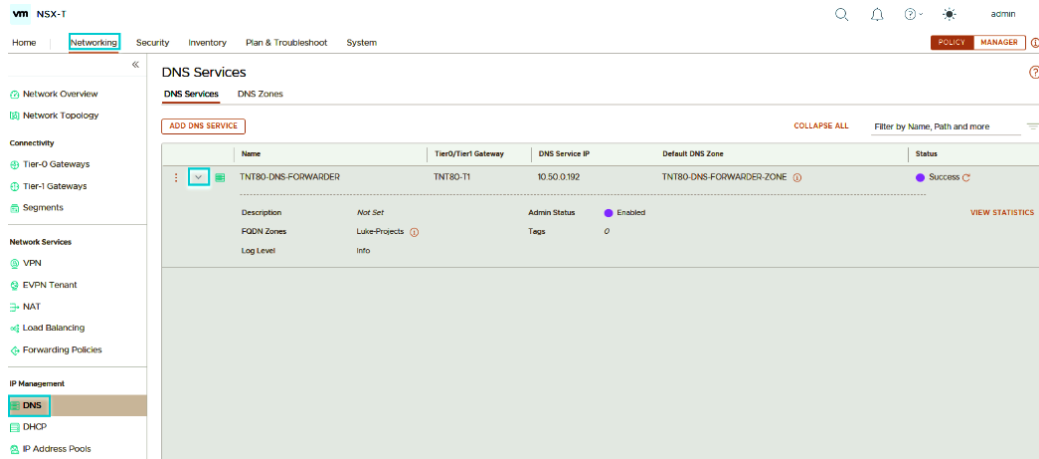 vm NSX-T
admin
Home Networking Security Inventory Plan & Troubleshoot System
POLICY MANAGER
DNS Services
DNS Services DNS Zones
ADD DNS SERVICE COLLAPSE ALL Filter by Name, Path and more
Name Tier0/Tier1 Gateway DNS Service IP Default DNS Zone Status
TNT80-DNS-FORWARDER TNT80-T1 10.50.0.192 TNT80-DNS-FORWARDER-ZONE Success
Description Not Set Admin Status Enabled VIEW STATISTICS
FQDN Zones Luke-Projects Tags 0
Log Level Info
Network Overview
Network Topology
Connectivity
Tier-0 Gateways
Tier-1 Gateways
Segments
Network Services
VPN
EVPN Tenant
NAT
Load Balancing
Forwarding Policies
IP Management
DNS
DHCP
IP Address Pools